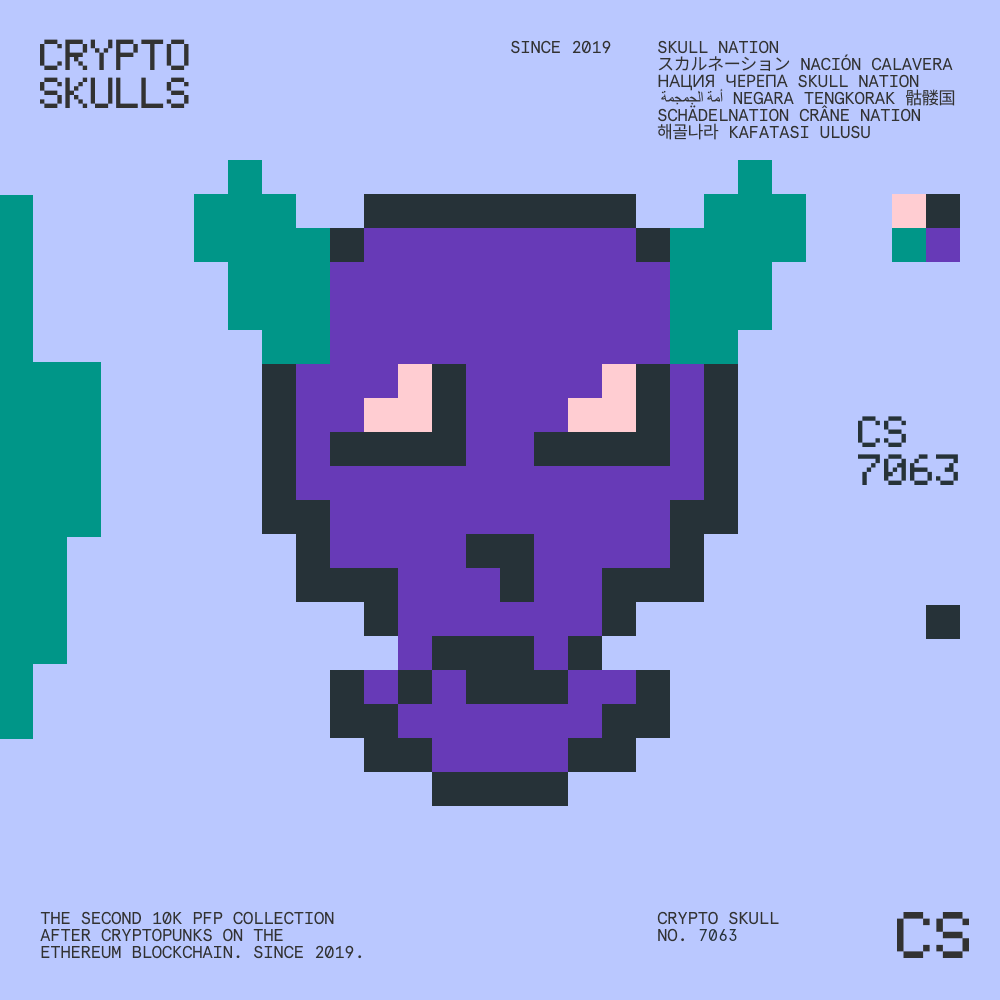 CRYPTO
SKULLS
SINCE 2019
SKULL NATION
スカルネーション NACIÓN CALAVERA
НАЦИЯ ЧЕРЕПА SKULL NATION
أمة الجمجمة NEGARA TENGKORAK 骷髅国
SCHÄDELNATION CRÂNE NATION
해골나라 KAFATASI ULUSU
CS
7063
THE SECOND 10K PFP COLLECTION
AFTER CRYPTOPUNKS ON THE
ETHEREUM BLOCKCHAIN. SINCE 2019.
CRYPTO SKULL
NO. 7063
CS